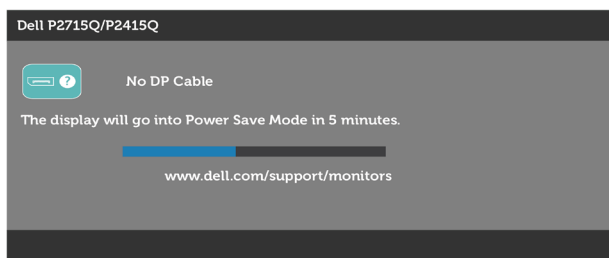 Dell P2715Q/P2415Q
No DP Cable
The display will go into Power Save Mode in 5 minutes.
www.dell.com/support/monitors